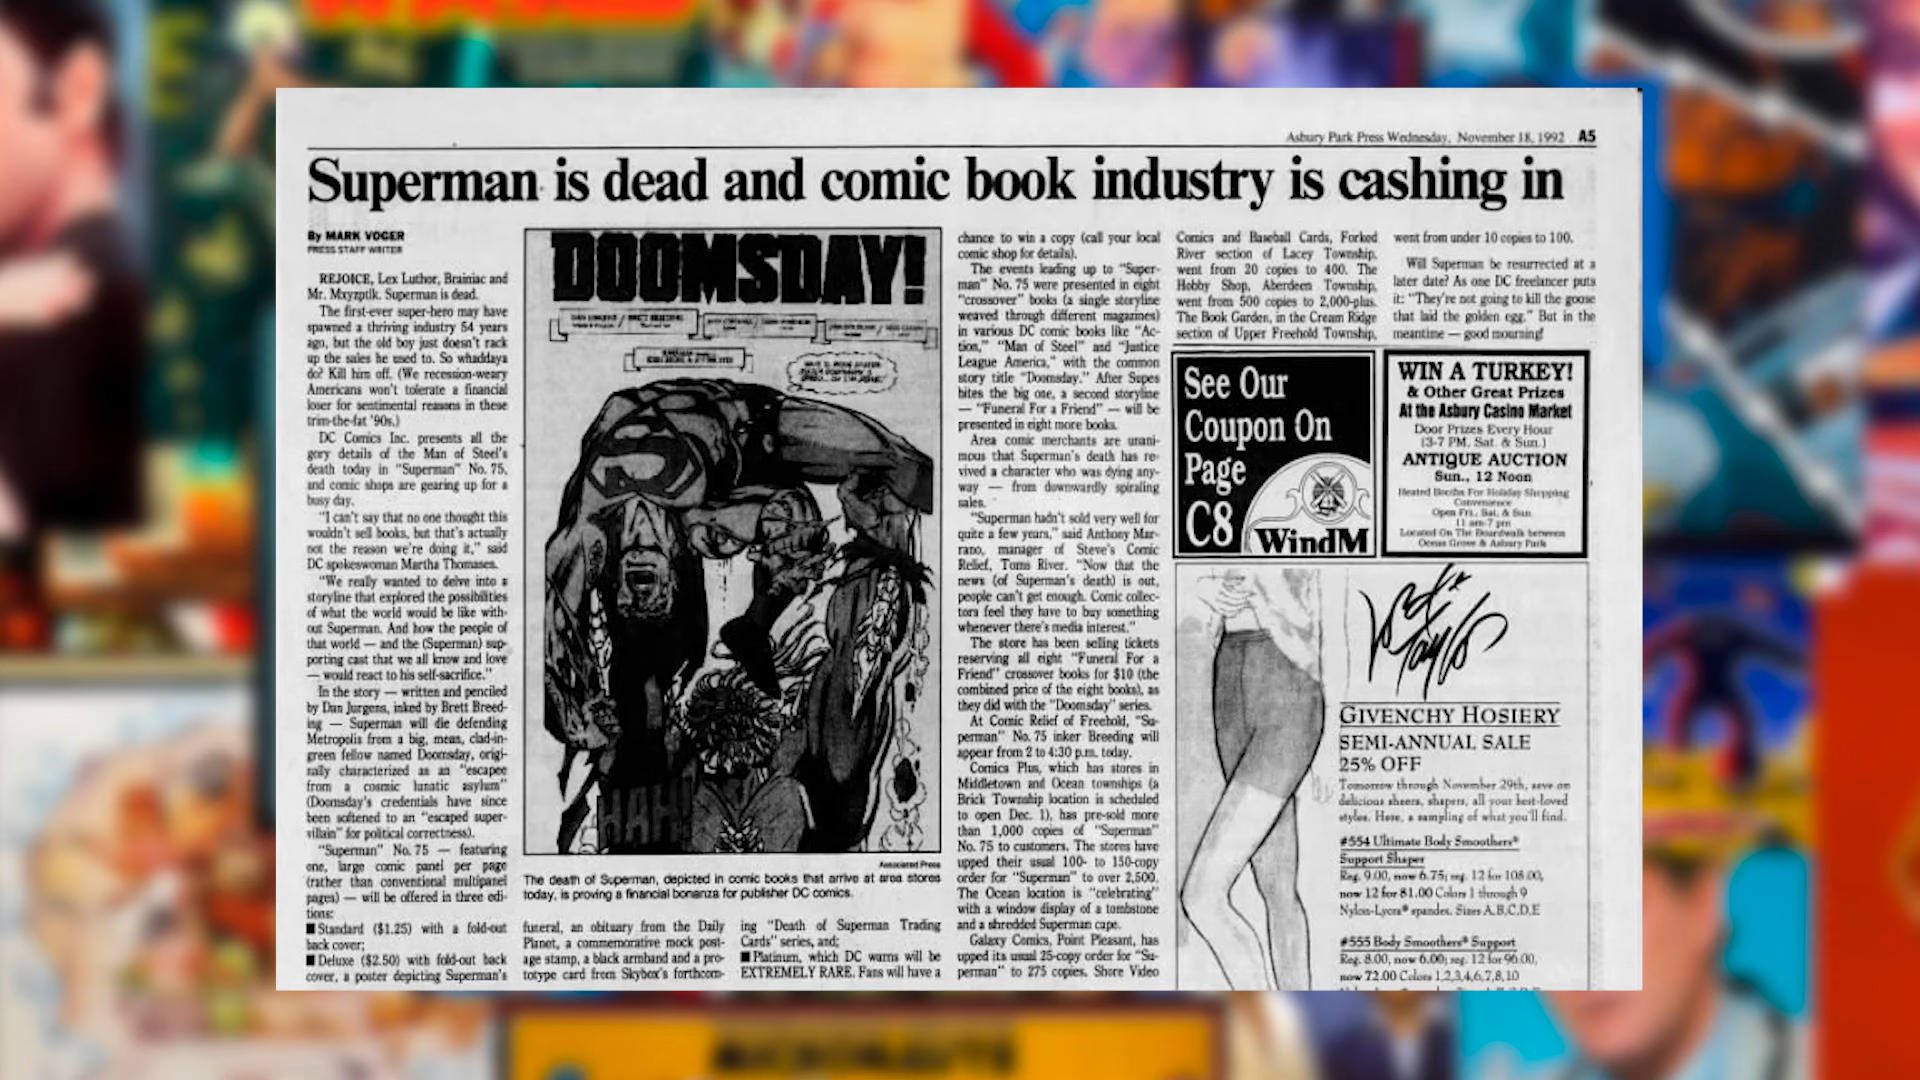 Asbury Park Press Wednesday, November 18, 1992 A5
Superman is dead and comic book industry is cashing in
By MARK VOGER
PRESS STAFF WRITER
REJOICE, Lex Luthor, Brainiac and
Mr. Mxyzptlk. Superman is dead.
The first-ever super-hero may have
spawned a thriving industry 54 years
ago, but the old boy just doesn't rack
up the sales he used to. So whaddaya
do? Kill him off. (We recession-weary
Americans won't tolerate a financial
loser for sentimental reasons in these
trim-the-fat '90s.)
DC Comics Inc. presents all the
gory details of the Man of Steel's
death today in "Superman" No. 75,
and comic shops are gearing up for a
busy day.
"I can't say that no one thought this
wouldn't sell books, but that's actually
not the reason we're doing it," said
DC spokeswoman Martha Thomases.
"We really wanted to delve into a
storyline that explored the possibilities
of what the world would be like with-
out Superman. And how the people of
that world — and the (Superman) sup-
porting cast that we all know and love
— would react to his self-sacrifice."
In the story — written and penciled
by Dan Jurgens, inked by Brett Breed-
ing — Superman will die defending
Metropolis from a big, mean, clad-in-
green fellow named Doomsday, origi-
nally characterized as an "escapee
from a cosmic lunatic asylum"
(Doomsday's credentials have since
been softened to an "escaped super-
villain" for political correctness).
"Superman" No. 75 — featuring
one, large comic panel per page
(rather than conventional multipanel
pages) — will be offered in three edi-
tions:
■ Standard ($1.25) with a fold-out
back cover;
■ Deluxe ($2.50) with fold-out back
cover, a poster depicting Superman's
DOOMSDAY!
HAH!
Associated Press
The death of Superman, depicted in comic books that arrive at area stores
today, is proving a financial bonanza for publisher DC comics.
funeral, an obituary from the Daily
Planet, a commemorative mock post-
age stamp, a black armband and a pro-
totype card from Skybox's forthcom-
ing "Death of Superman Trading
Cards" series, and;
■ Platinum, which DC warns will be
EXTREMELY RARE. Fans will have a
chance to win a copy (call your local
comic shop for details).
The events leading up to "Super-
man" No. 75 were presented in eight
"crossover" books (a single storyline
weaved through different magazines)
in various DC comic books like "Ac-
tion," "Man of Steel" and "Justice
League America," with the common
story title "Doomsday." After Supes
bites the big one, a second storyline
— "Funeral For a Friend" — will be
presented in eight more books.
Area comic merchants are unani-
mous that Superman's death has re-
vived a character who was dying any-
way — from downwardly spiraling
sales.
"Superman hadn't sold very well for
quite a few years," said Anthony Mar-
rano, manager of Steve's Comic
Relief, Toms River. "Now that the
news (of Superman's death) is out,
people can't get enough. Comic collec-
tors feel they have to buy something
whenever there's media interest."
The store has been selling tickets
reserving all eight "Funeral For a
Friend" crossover books for $10 (the
combined price of the eight books), as
they did with the "Doomsday" series.
At Comic Relief of Freehold, "Su-
perman" No. 75 inker Breeding will
appear from 2 to 4:30 p.m. today.
Comics Plus, which has stores in
Middletown and Ocean townships (a
Brick Township location is scheduled
to open Dec. 1), has pre-sold more
than 1,000 copies of "Superman"
No. 75 to customers. The stores have
upped their usual 100- to 150-copy
order for "Superman" to over 2,500.
The Ocean location is "celebrating"
with a window display of a tombstone
and a shredded Superman cape.
Galaxy Comics, Point Pleasant, has
upped its usual 25-copy order for "Su-
perman" to 275 copies. Shore Video
Comics and Baseball Cards, Forked
River section of Lacey Township,
went from 20 copies to 400. The
Hobby Shop, Aberdeen Township,
went from 500 copies to 2,000-plus.
The Book Garden, in the Cream Ridge
section of Upper Freehold Township,
went from under 10 copies to 100.
Will Superman be resurrected at a
later date? As one DC freelancer puts
it: "They're not going to kill the goose
that laid the golden egg." But in the
meantime — good mourning!
See Our
Coupon On
Page
C8
WindM
WIN A TURKEY!
& Other Great Prizes
At the Asbury Casino Market
Door Prizes Every Hour
(3-7 PM, Sat. & Sun.)
ANTIQUE AUCTION
Sun., 12 Noon
Heated Booths For Holiday Shopping
Convenience
Open Fri., Sat. & Sun.
11 am-7 pm
Located On The Boardwalk between
Ocean Grove & Asbury Park
GIVENCHY HOSIERY
SEMI-ANNUAL SALE
25% OFF
Tomorrow through November 29th, save on
delicious sheers, shapers, all your best-loved
styles. Here, a sampling of what you'll find.
#554 Ultimate Body Smoothers®
Support Shaper
Reg. 9.00, now 6.75; reg. 12 for 108.00,
now 12 for 81.00 Colors 1 through 9
Nylon-Lycra® spandex. Sizes A,B,C,D,E
#555 Body Smoothers® Support
Reg. 8.00, now 6.00; reg. 12 for 96.00,
now 72.00 Colors 1,2,3,4,6,7,8,10